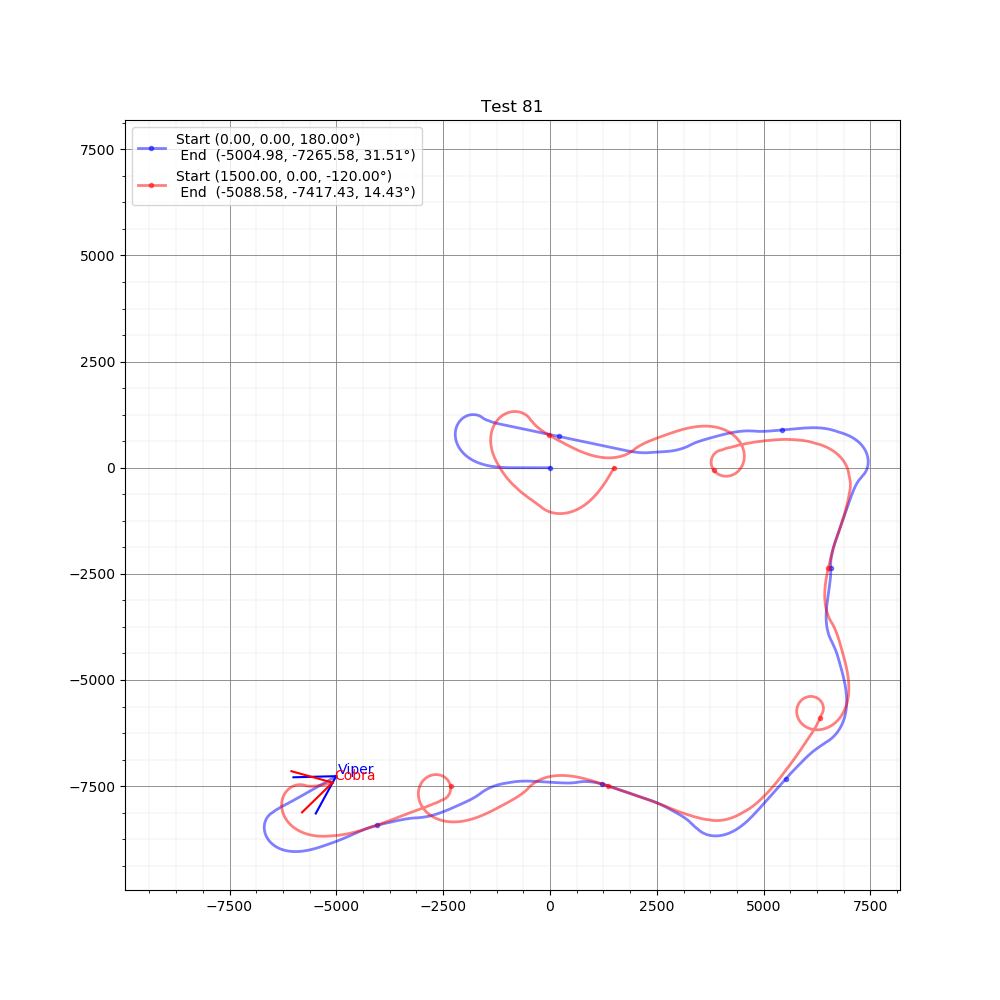 Test 81
Start (0.00, 0.00, 180.00°)
End (-5004.98, -7265.58, 31.51°)
Start (1500.00, 0.00, -120.00°)
End (-5088.58, -7417.43, 14.43°)
7500
5000
2500
0
−2500
−5000
−7500
Viper
Cobra
−7500
−5000
−2500
0
2500
5000
7500